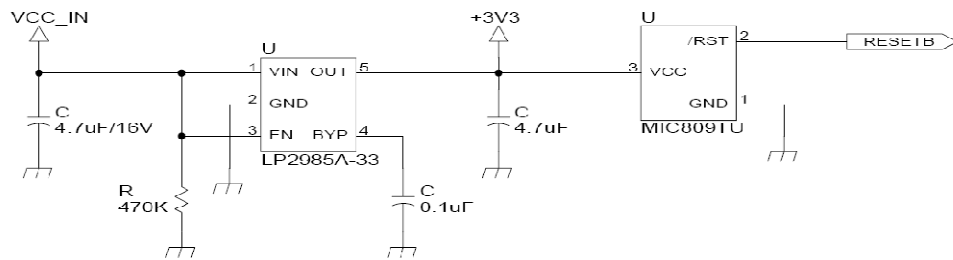 VCC_IN
+3V3
U
U
/RST
2
RESETB
1
VIN
OUT
5
3
VCC
2
GND
C
4.7uF/16V
3
EN
BYP
4
C
4.7uF
GND
1
MIC809TU
LP2985A-33
R
470K
C
0.1uF